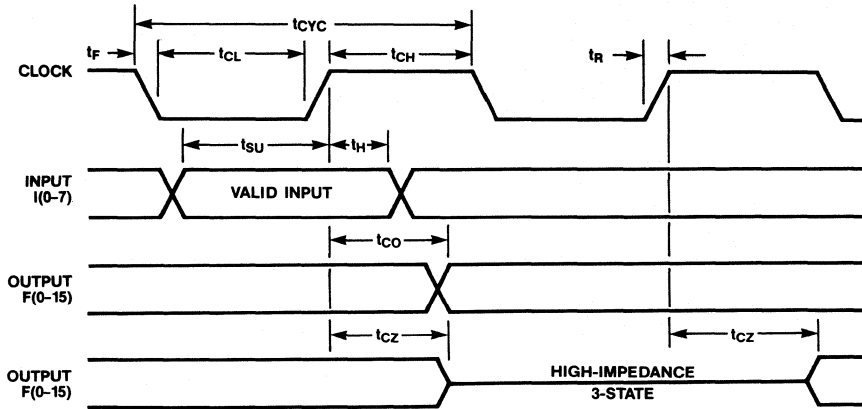 tCYC
tF
tCL
tCH
tR
CLOCK
tSU
tH
INPUT
I(0–7)
VALID INPUT
tCO
OUTPUT
F(0–15)
tCZ
tCZ
OUTPUT
F(0–15)
HIGH-IMPEDANCE
3-STATE